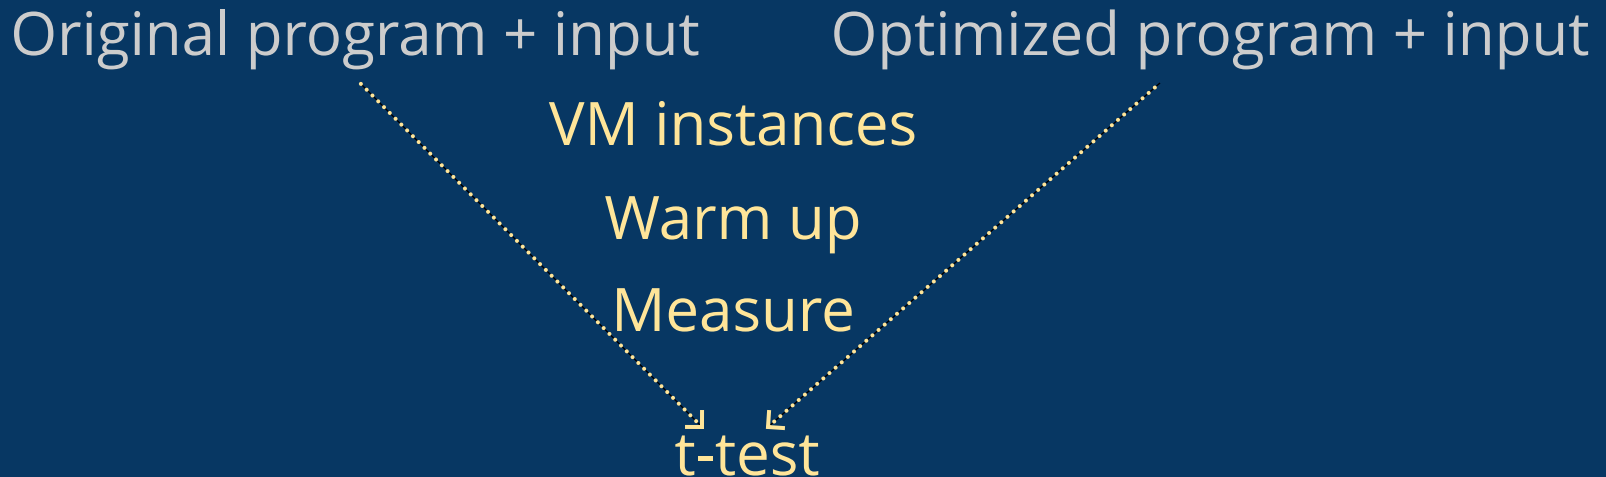 Original program + input
Optimized program + input
VM instances
Warm up
Measure
t-test